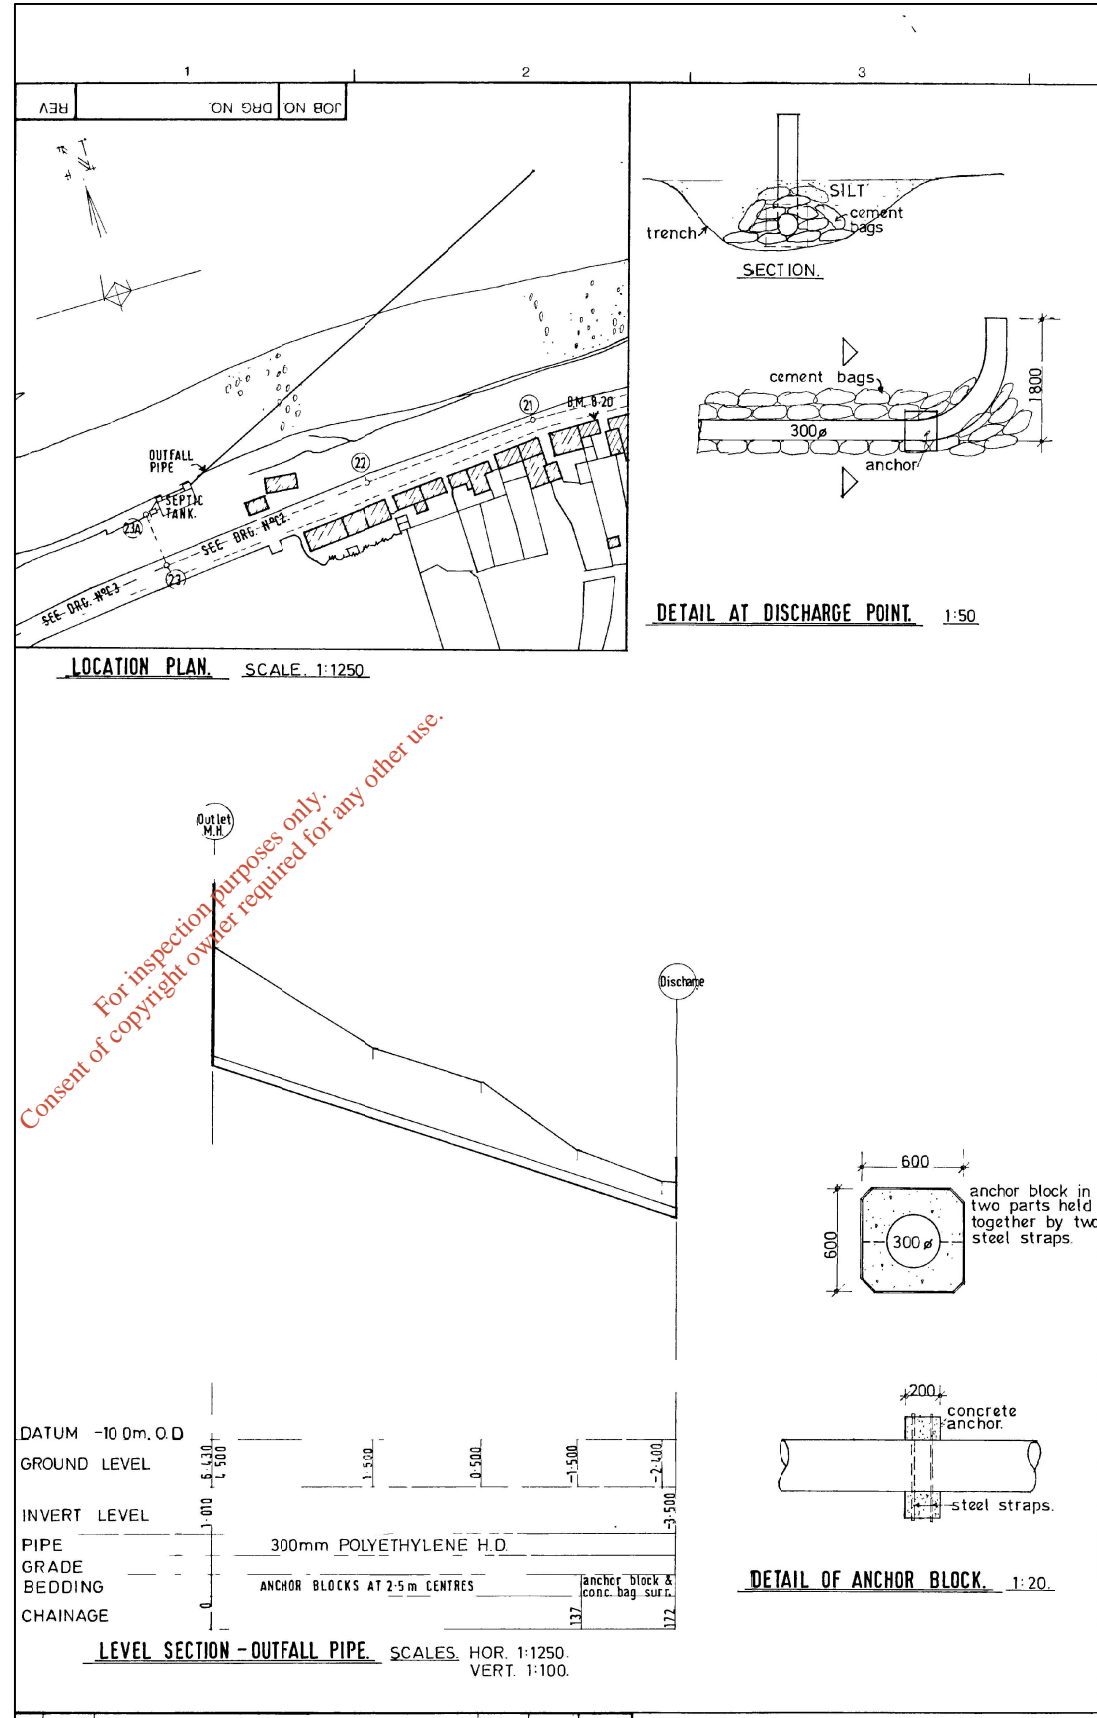 1 2 3
REV DRG NO. JOB NO.
OUTFALL
PIPE
SEPTIC
TANK.
23A
23
22
21
B.M. 8·20
SEE DRG. NºC2.
SEE DRG. NºC3
LOCATION PLAN. SCALE. 1:1250
SILT
cement
bags
trench
SECTION.
cement bags
300ø
anchor
1800
DETAIL AT DISCHARGE POINT. 1:50
For inspection purposes only.
Consent of copyright owner required for any other use.
Outlet
M.H.
Discharge
600
600
300ø
anchor block in
two parts held
together by two
steel straps.
200
concrete
anchor.
steel straps.
DETAIL OF ANCHOR BLOCK. 1:20.
DATUM -10 0m. O.D
GROUND LEVEL 6·430 4·500 1·500 0·500 -1·500 -2·400
INVERT LEVEL 1·010 -3·500
PIPE 300mm POLYETHYLENE H.D.
GRADE
BEDDING ANCHOR BLOCKS AT 2·5m CENTRES anchor block &
conc. bag surr.
CHAINAGE 0 137 172
LEVEL SECTION - OUTFALL PIPE. SCALES. HOR. 1:1250.
VERT. 1:100.